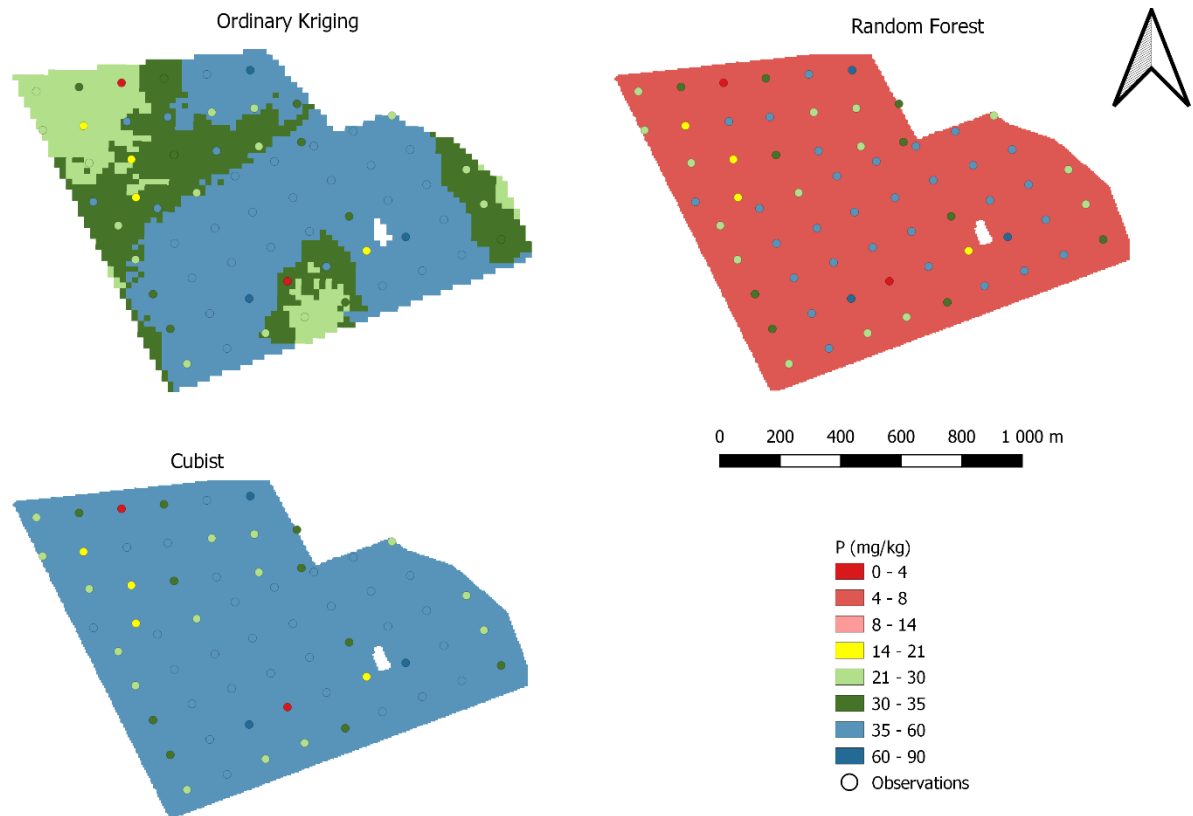 Ordinary Kriging
Random Forest
Cubist
0 200 400 600 800 1 000 m
P (mg/kg)
0 - 4
4 - 8
8 - 14
14 - 21
21 - 30
30 - 35
35 - 60
60 - 90
Observations